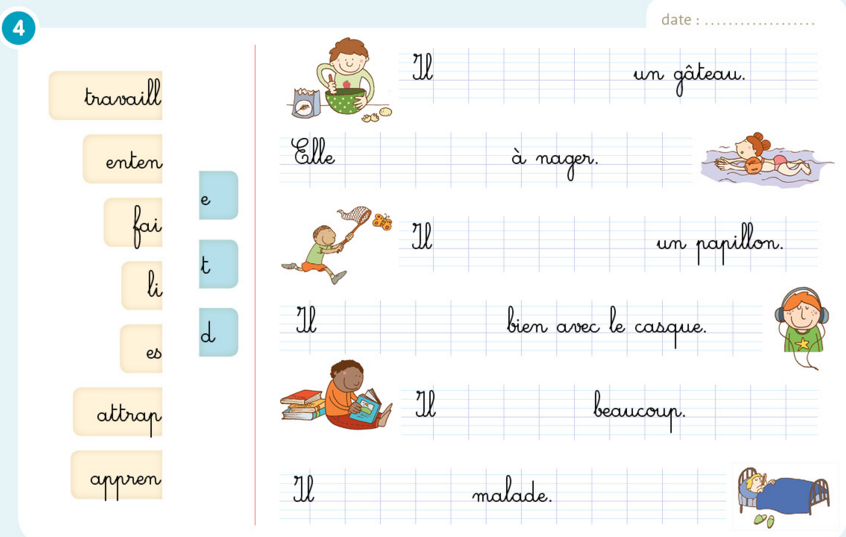 4
date : ...................
travaill
enten
fai
li
es
attrap
appren
e
t
d
Il un gâteau.
Elle à nager.
Il un papillon.
Il bien avec le casque.
Il beaucoup.
Il malade.